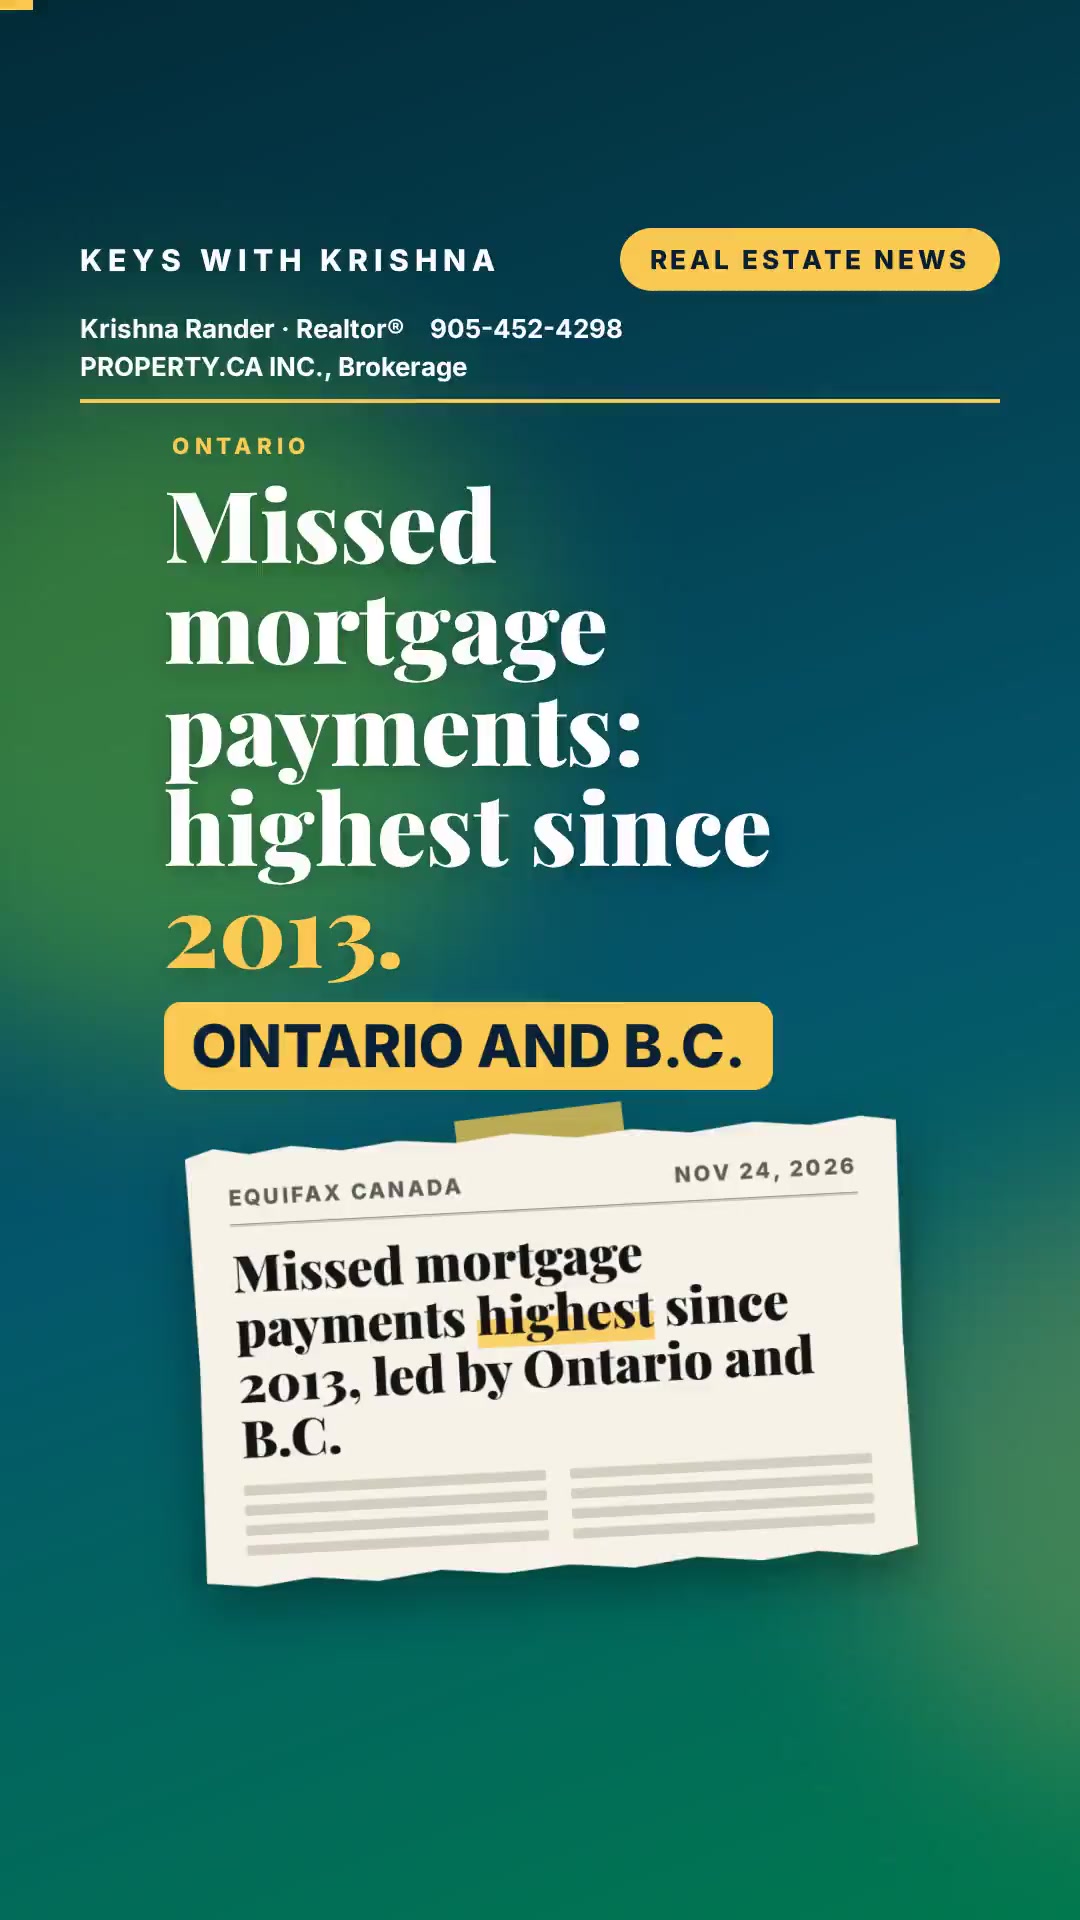 KEYS WITH KRISHNA
REAL ESTATE NEWS
Krishna Rander · Realtor® 905-452-4298
PROPERTY.CA INC., Brokerage
ONTARIO
Missed
mortgage
payments:
highest since
2013.
ONTARIO AND B.C.
EQUIFAX CANADA
NOV 24, 2026
Missed mortgage
payments highest since
2013, led by Ontario and
B.C.